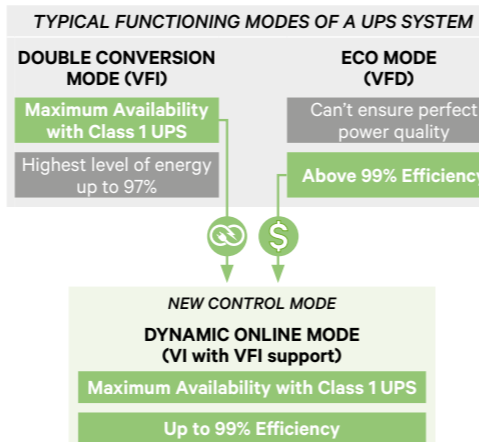 TYPICAL FUNCTIONING MODES OF A UPS SYSTEM
DOUBLE CONVERSION
MODE (VFI)
Maximum Availability
with Class 1 UPS
Highest level of energy
up to 97%
ECO MODE
(VFD)
Can't ensure perfect
power quality
Above 99% Efficiency
$
NEW CONTROL MODE
DYNAMIC ONLINE MODE
(VI with VFI support)
Maximum Availability with Class 1 UPS
Up to 99% Efficiency